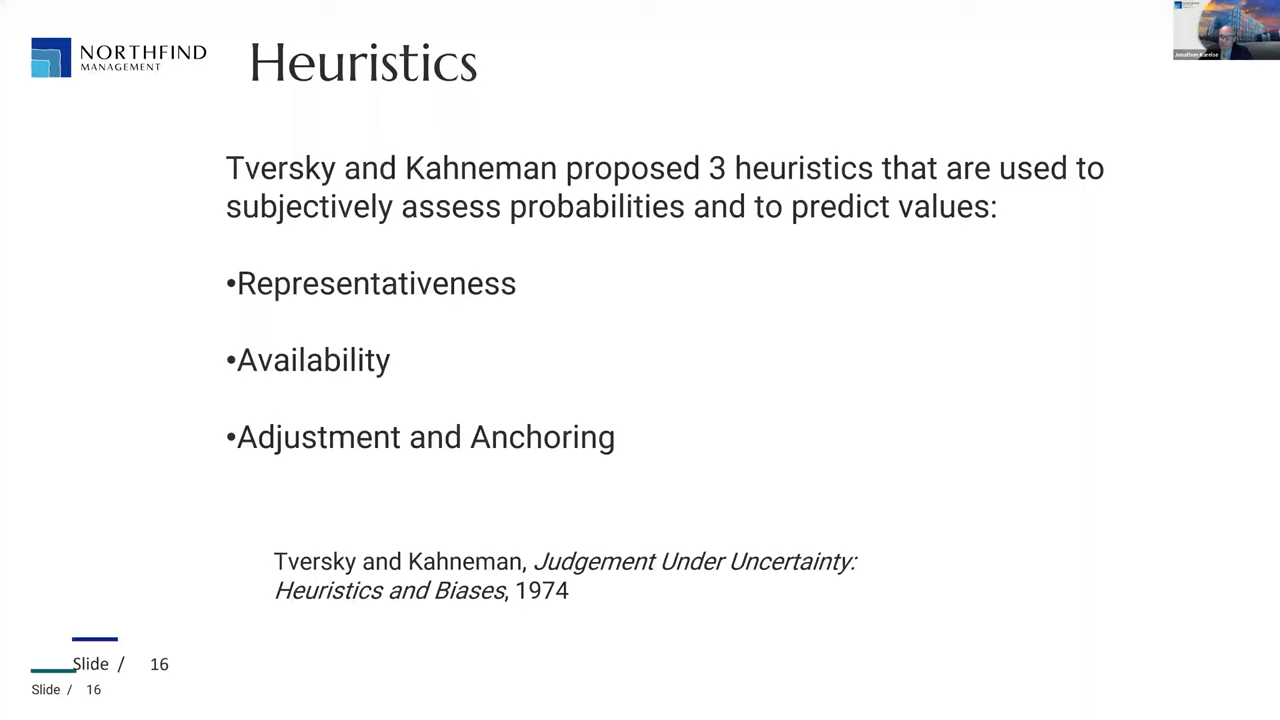 NORTHFIND
MANAGEMENT
Heuristics
Tversky and Kahneman proposed 3 heuristics that are used to
subjectively assess probabilities and to predict values:
•Representativeness
•Availability
•Adjustment and Anchoring
Tversky and Kahneman, Judgement Under Uncertainty:
Heuristics and Biases, 1974
Slide / 16
Slide / 16
Jonathon Karelse